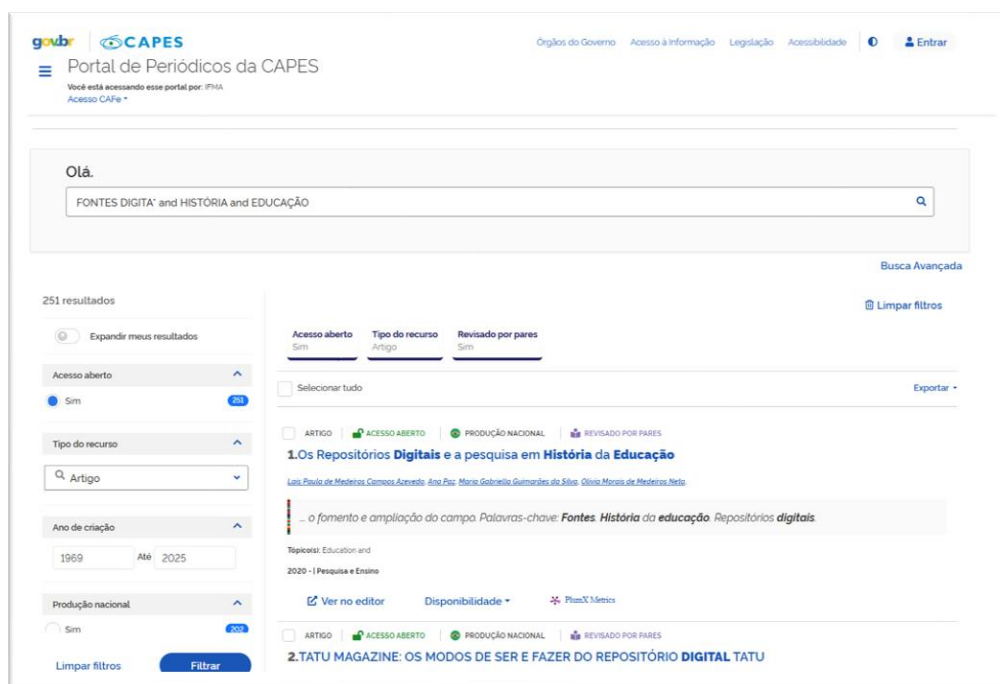 gov.br CAPES Órgãos do Governo Acesso à Informação Legislação Acessibilidade Entrar
Portal de Periódicos da CAPES
Você está acessando esse portal por: IFMA
Acesso CAFe
Olá.
FONTES DIGITA* and HISTÓRIA and EDUCAÇÃO
Busca Avançada
251 resultados
Limpar filtros
Expandir meus resultados
Acesso aberto
Sim 251
Tipo do recurso
Artigo
Ano de criação
1969 Até 2025
Produção nacional
Sim 202
Limpar filtros Filtrar
Acesso aberto Tipo do recurso Revisado por pares
Sim Artigo Sim
Selecionar tudo Exportar
ARTIGO ACESSO ABERTO PRODUÇÃO NACIONAL REVISADO POR PARES
1.Os Repositórios Digitais e a pesquisa em História da Educação
Lais Paula de Medeiros Campos Azevedo, Ana Paz, Maria Gabriella Guimarães da Silva, Olivia Morais de Medeiros Neta,
... o fomento e ampliação do campo. Palavras-chave: Fontes. História da educação. Repositórios digitais.
Tópico(s): Education and
2020 - | Pesquisa e Ensino
Ver no editor Disponibilidade PlumX Metrics
ARTIGO ACESSO ABERTO PRODUÇÃO NACIONAL REVISADO POR PARES
2.TATU MAGAZINE: OS MODOS DE SER E FAZER DO REPOSITÓRIO DIGITAL TATU